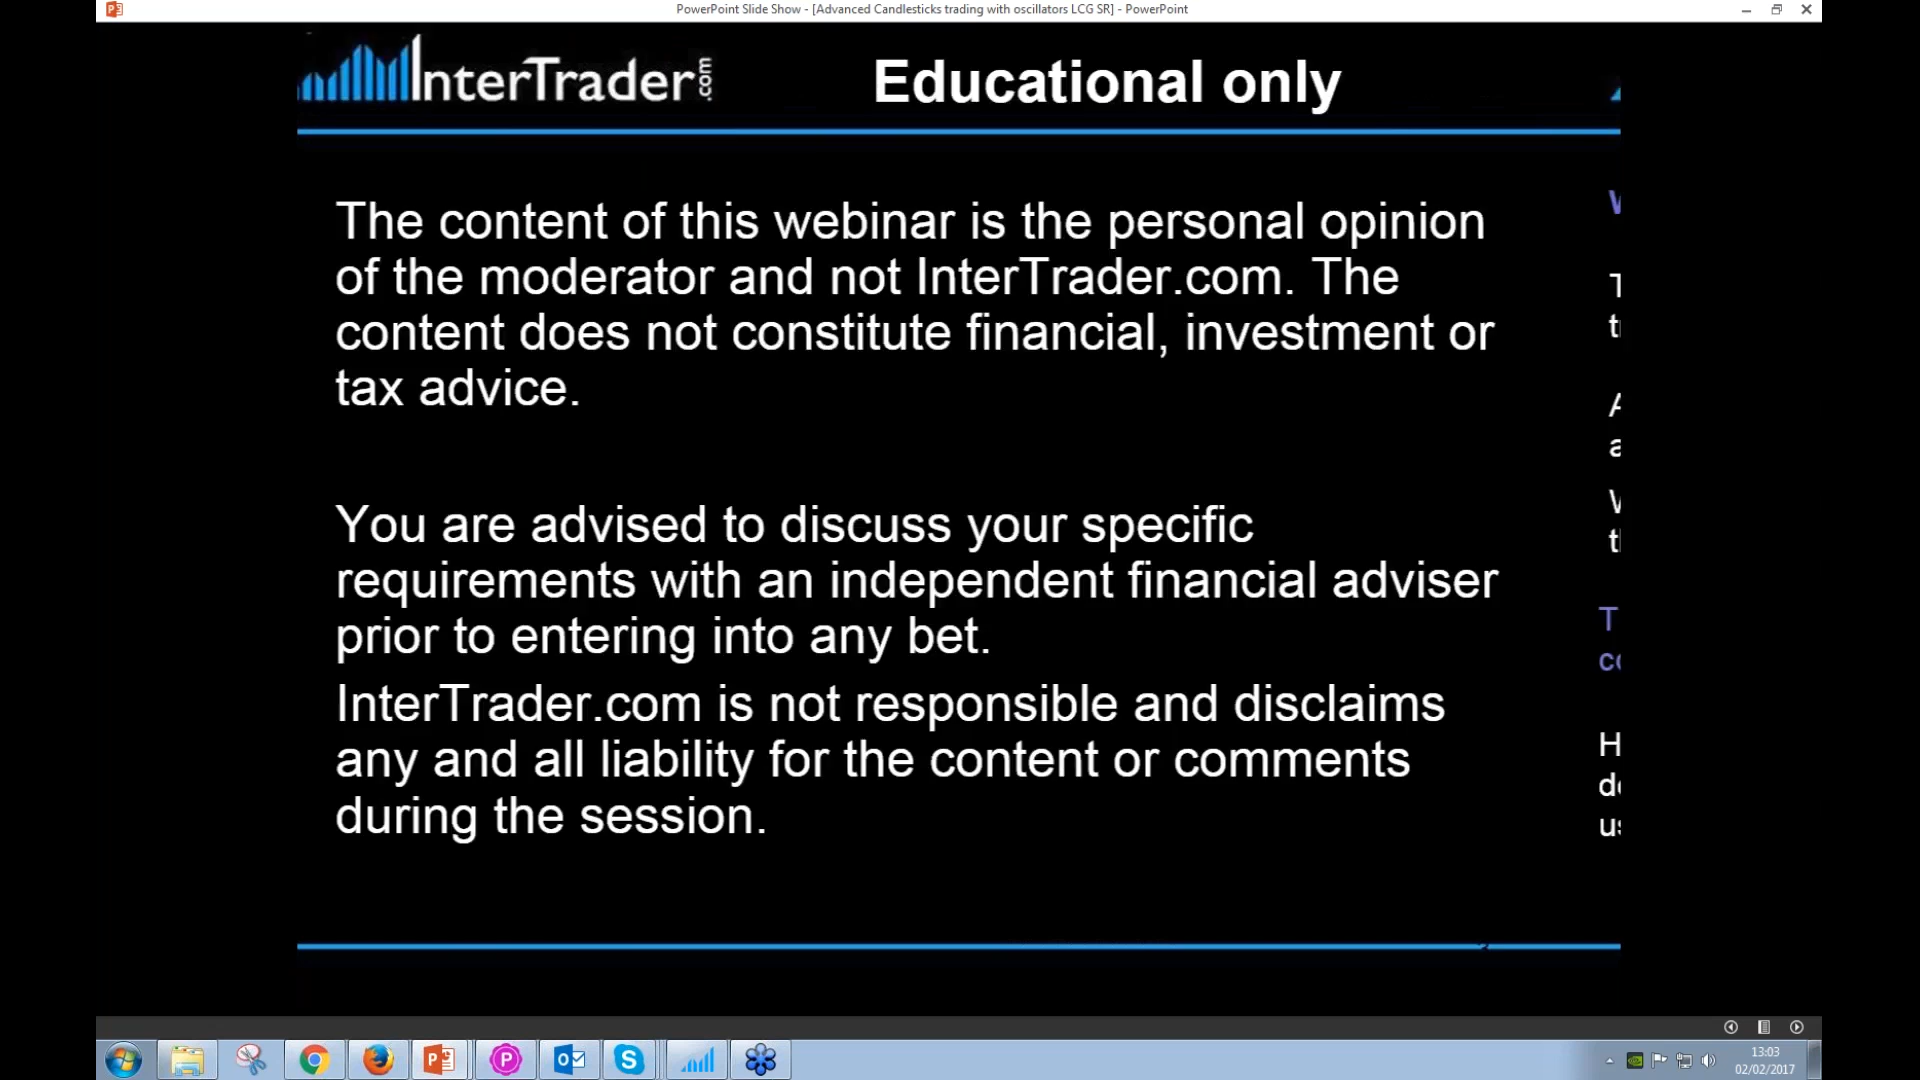 PowerPoint Slide Show - [Advanced Candlesticks trading with oscillators LCG SR] - PowerPoint
InterTrader.com
Educational only
The content of this webinar is the personal opinion
of the moderator and not InterTrader.com. The
content does not constitute financial, investment or
tax advice.
You are advised to discuss your specific
requirements with an independent financial adviser
prior to entering into any bet.
InterTrader.com is not responsible and disclaims
any and all liability for the content or comments
during the session.
13:03
02/02/2017